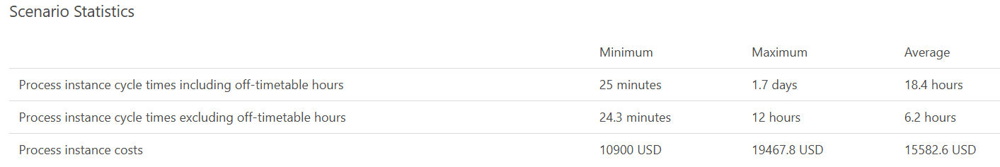 Scenario Statistics
Minimum Maximum Average
Process instance cycle times including off-timetable hours 25 minutes 1.7 days 18.4 hours
Process instance cycle times excluding off-timetable hours 24.3 minutes 12 hours 6.2 hours
Process instance costs 10900 USD 19467.8 USD 15582.6 USD